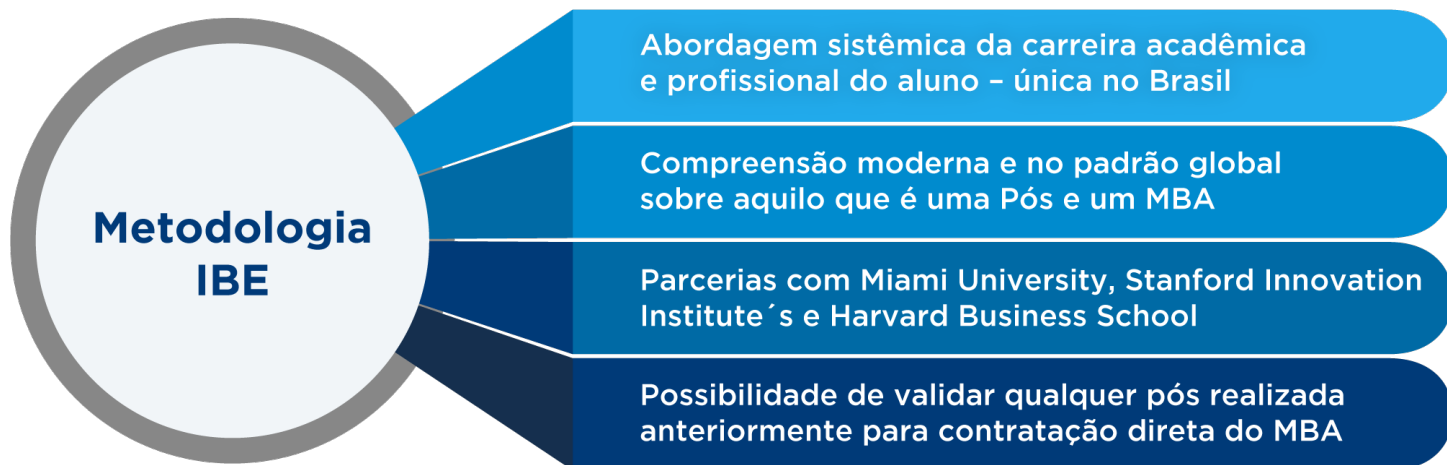 Metodologia
IBE
Abordagem sistêmica da carreira acadêmica
e profissional do aluno – única no Brasil
Compreensão moderna e no padrão global
sobre aquilo que é uma Pós e um MBA
Parcerias com Miami University, Stanford Innovation
Institute´s e Harvard Business School
Possibilidade de validar qualquer pós realizada
anteriormente para contratação direta do MBA